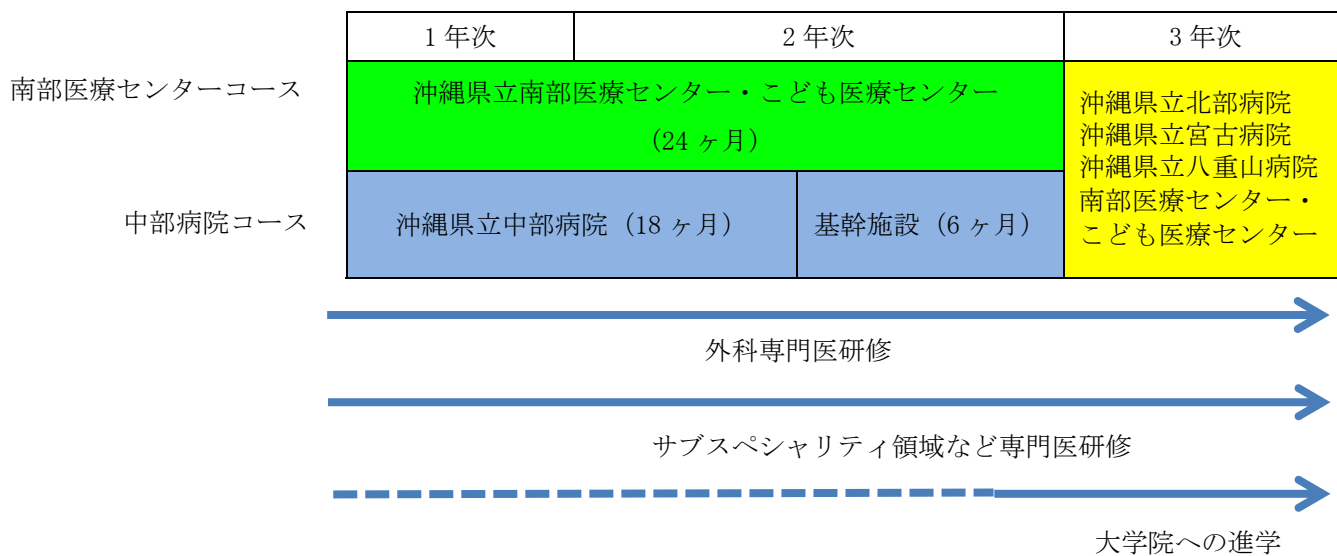 1 年次
2 年次
3 年次
南部医療センターコース
沖縄県立南部医療センター・こども医療センター
(24 ヶ月)
沖縄県立北部病院
沖縄県立宮古病院
沖縄県立八重山病院
南部医療センター・
こども医療センター
中部病院コース
沖縄県立中部病院（18 ヶ月）
基幹施設（6 ヶ月）
外科専門医研修
サブスペシャリティ領域など専門医研修
大学院への進学